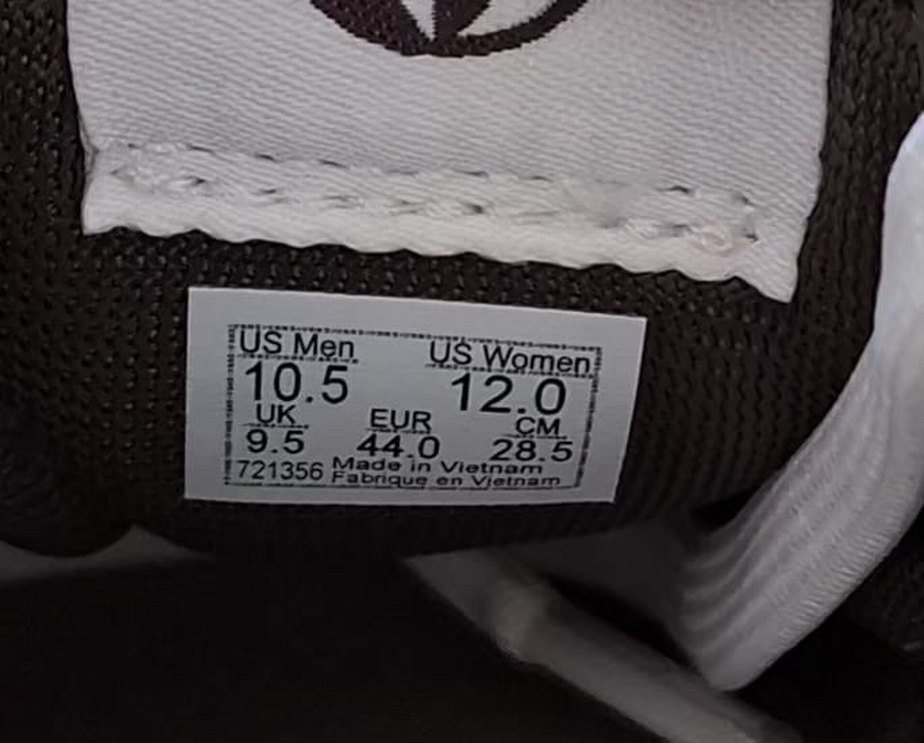 US Men US Women
10.5 12.0
UK EUR CM
9.5 44.0 28.5
721356 Made in Vietnam
Fabrique en Vietnam